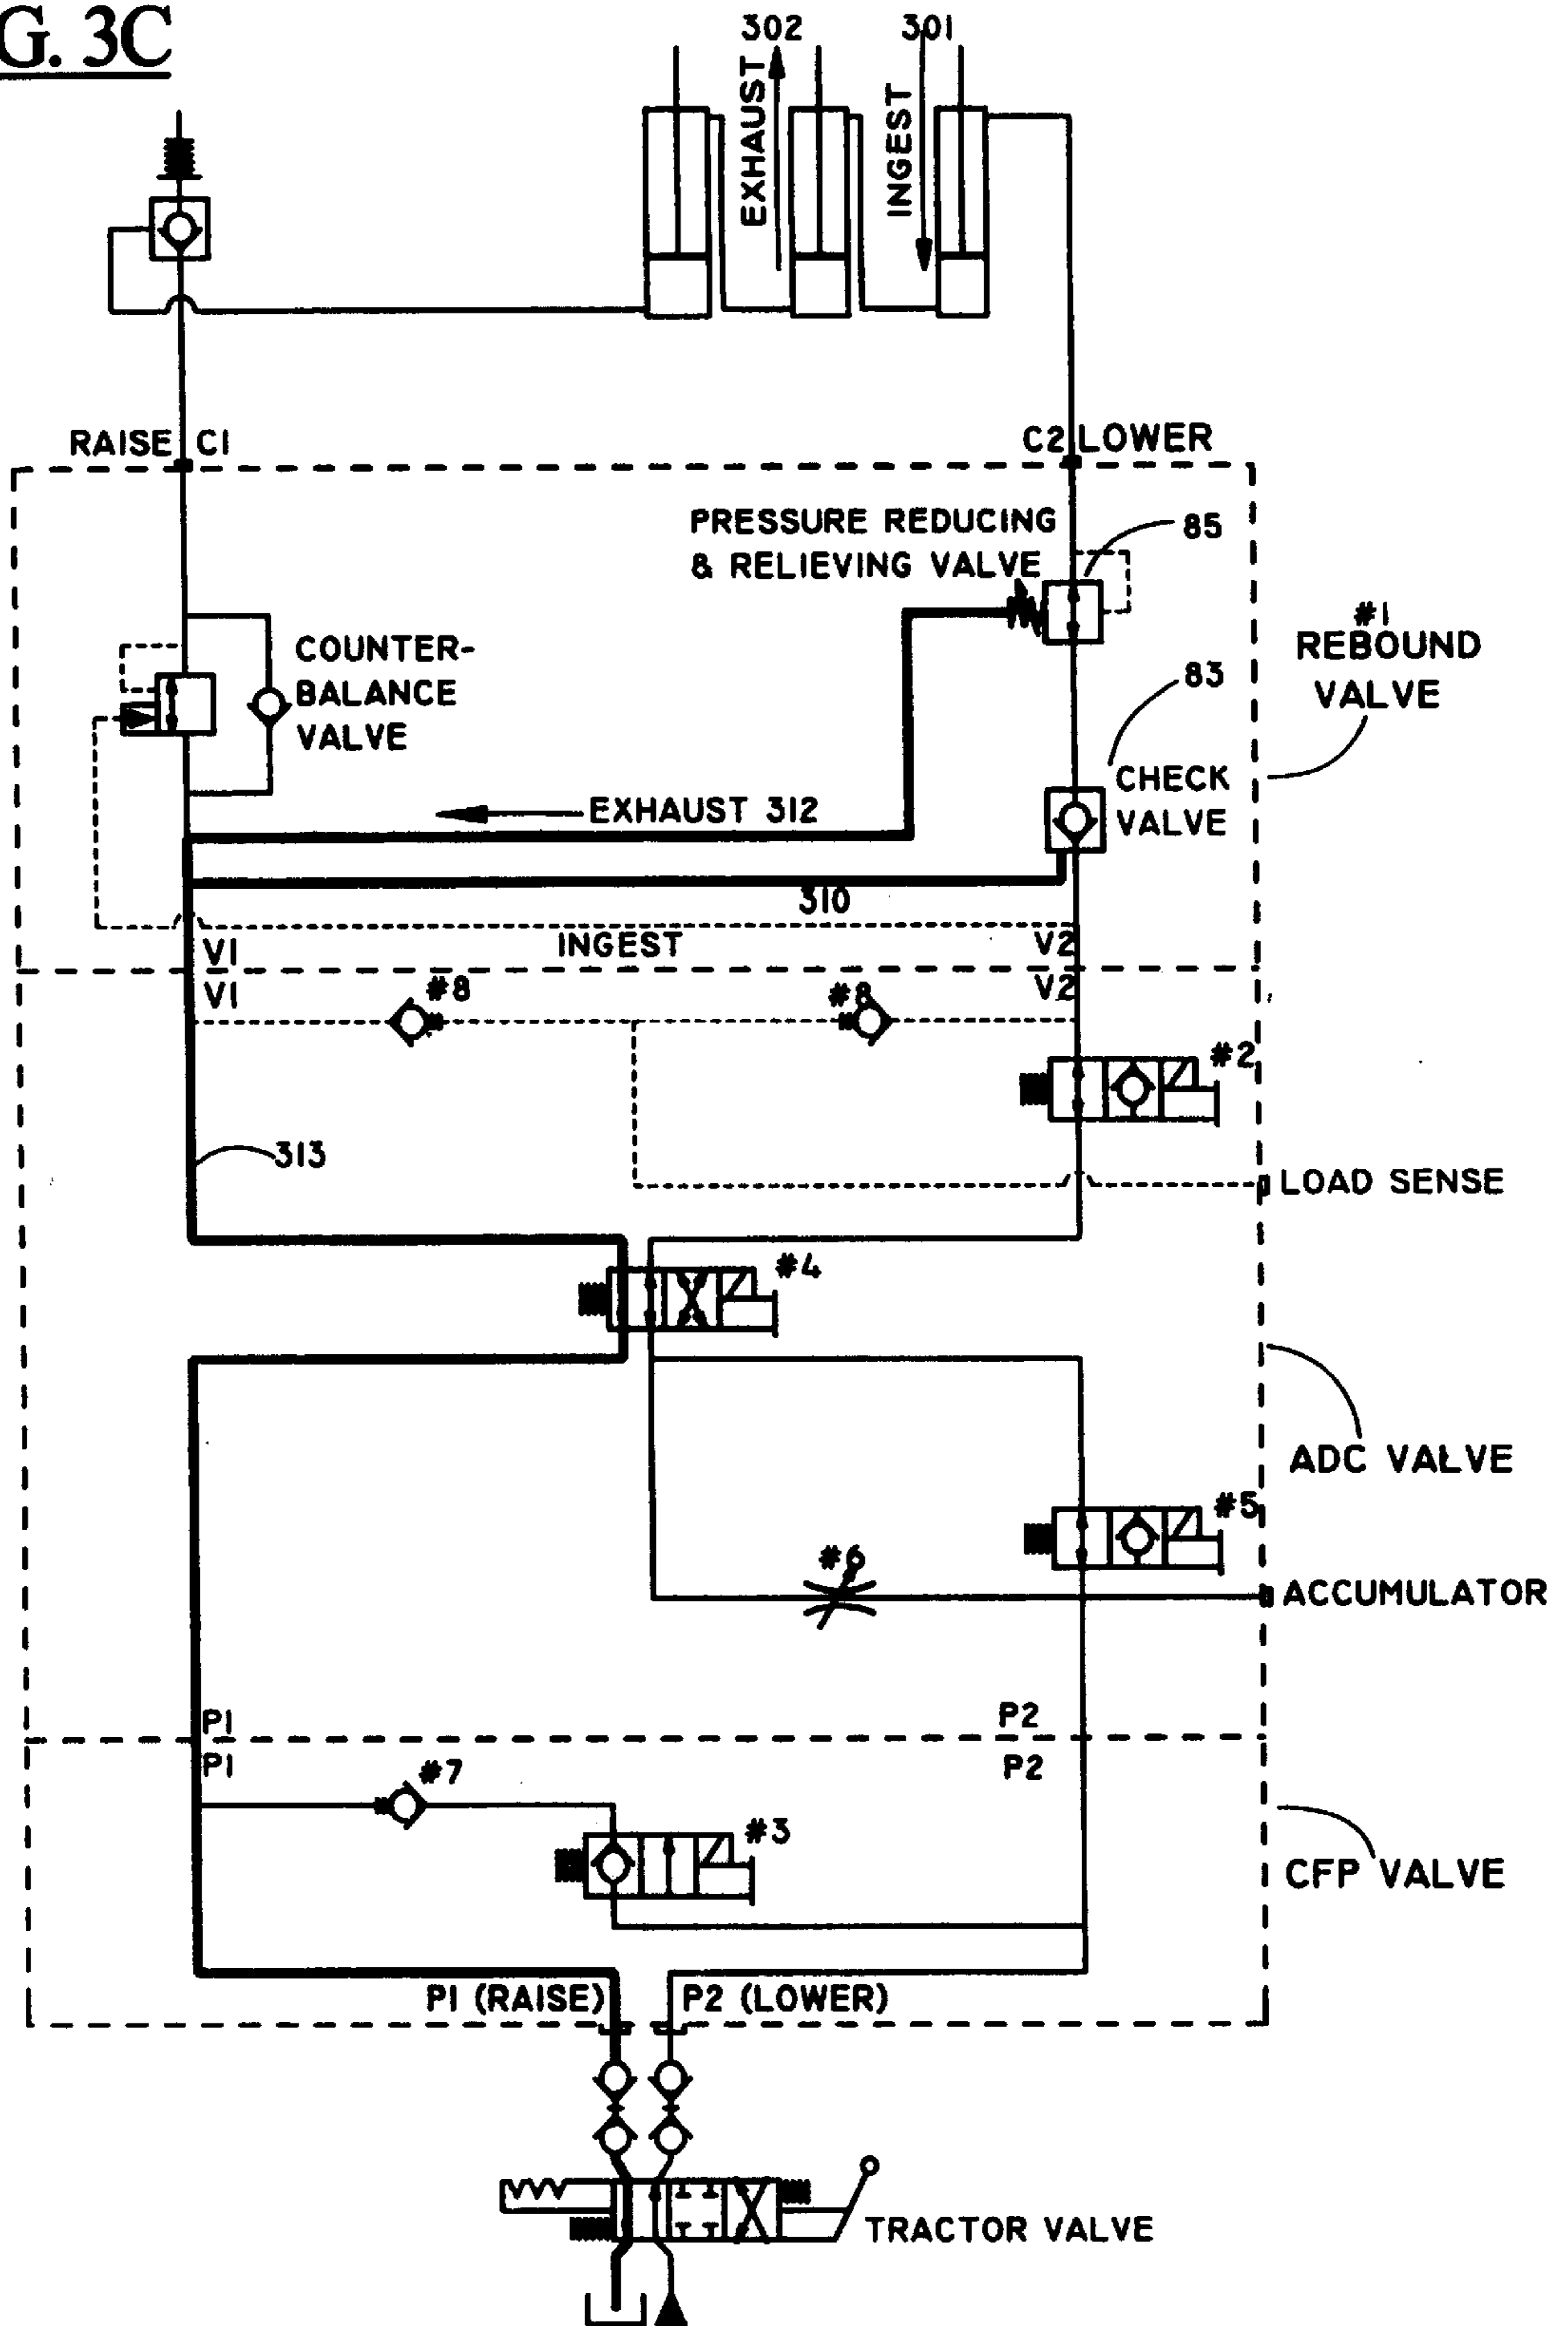 G. 3C
302
301
EXHAUST
INGEST
RAISE C1
C2 LOWER
PRESSURE REDUCING
& RELIEVING VALVE
85
#1
REBOUND
VALVE
COUNTER-
BALANCE
VALVE
83
CHECK
VALVE
EXHAUST 312
310
V1
INGEST
V2
V1
#8
#8
V2
#2
313
LOAD SENSE
#4
ADC VALVE
#5
#6
ACCUMULATOR
P1
P2
P1
P2
#7
#3
CFP VALVE
P1 (RAISE)
P2 (LOWER)
TRACTOR VALVE